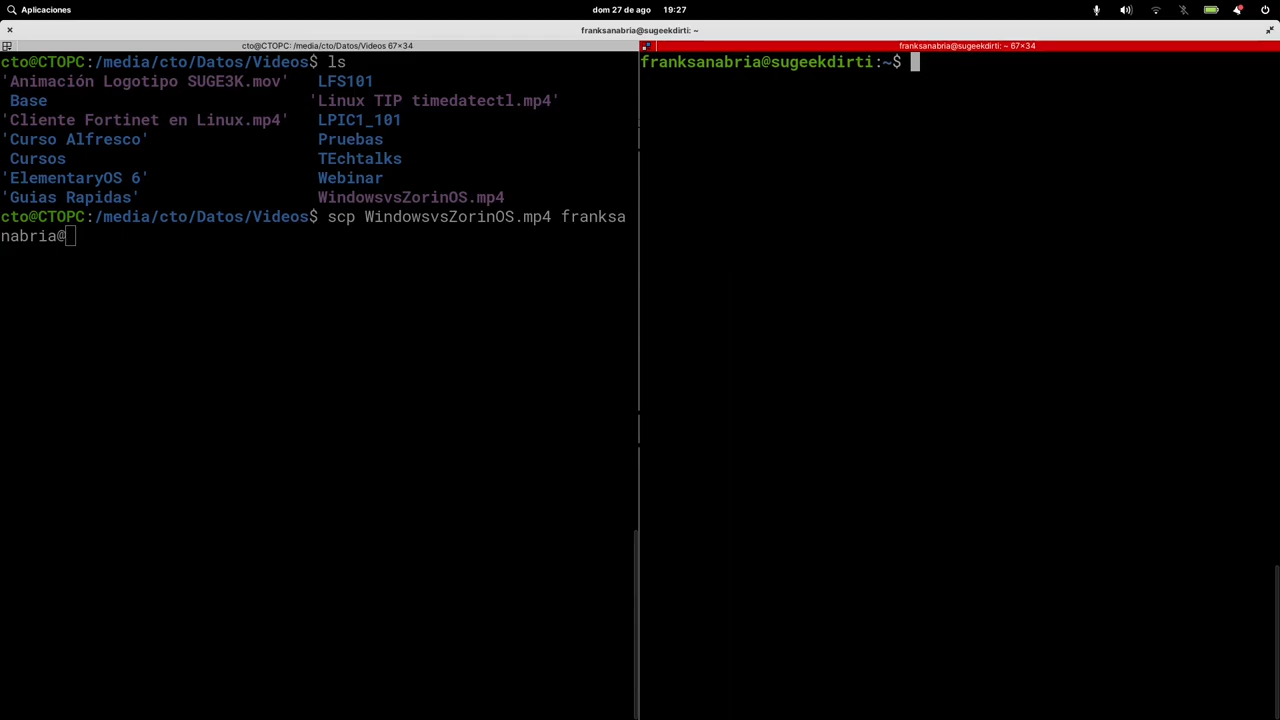 Aplicaciones dom 27 de ago 19:27
franksanabria@sugeekdirti: ~
cto@CTOPC: /media/cto/Datos/Videos 67×34
cto@CTOPC:/media/cto/Datos/Videos$ ls
'Animación Logotipo SUGE3K.mov' LFS101
Base 'Linux TIP timedatectl.mp4'
'Cliente Fortinet en Linux.mp4' LPIC1_101
'Curso Alfresco' Pruebas
Cursos TEchtalks
'ElementaryOS 6' Webinar
'Guias Rapidas' WindowsvsZorinOS.mp4
cto@CTOPC:/media/cto/Datos/Videos$ scp WindowsvsZorinOS.mp4 franksa
nabria@
franksanabria@sugeekdirti: ~ 67×34
franksanabria@sugeekdirti:~$